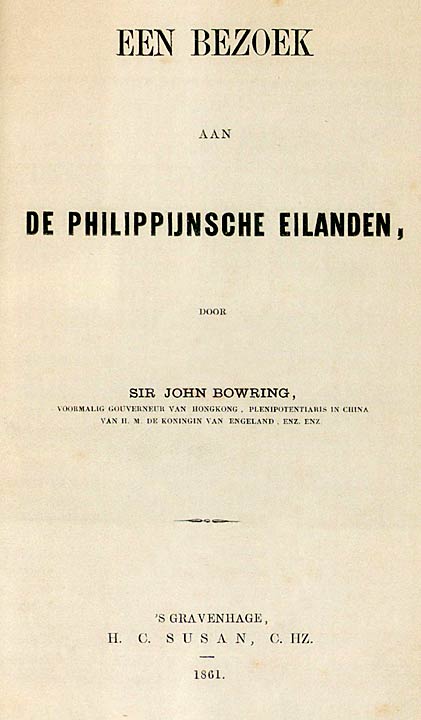 EEN BEZOEK
AAN
DE PHILIPPIJNSCHE EILANDEN,
DOOR
SIR JOHN BOWRING,
VOORMALIG GOUVERNEUR VAN HONGKONG, PLENIPOTENTIARIS IN CHINA
VAN H. M. DE KONINGIN VAN ENGELAND, ENZ. ENZ.
'S GRAVENHAGE,
H. C. SUSAN, C. HZ.
1861.